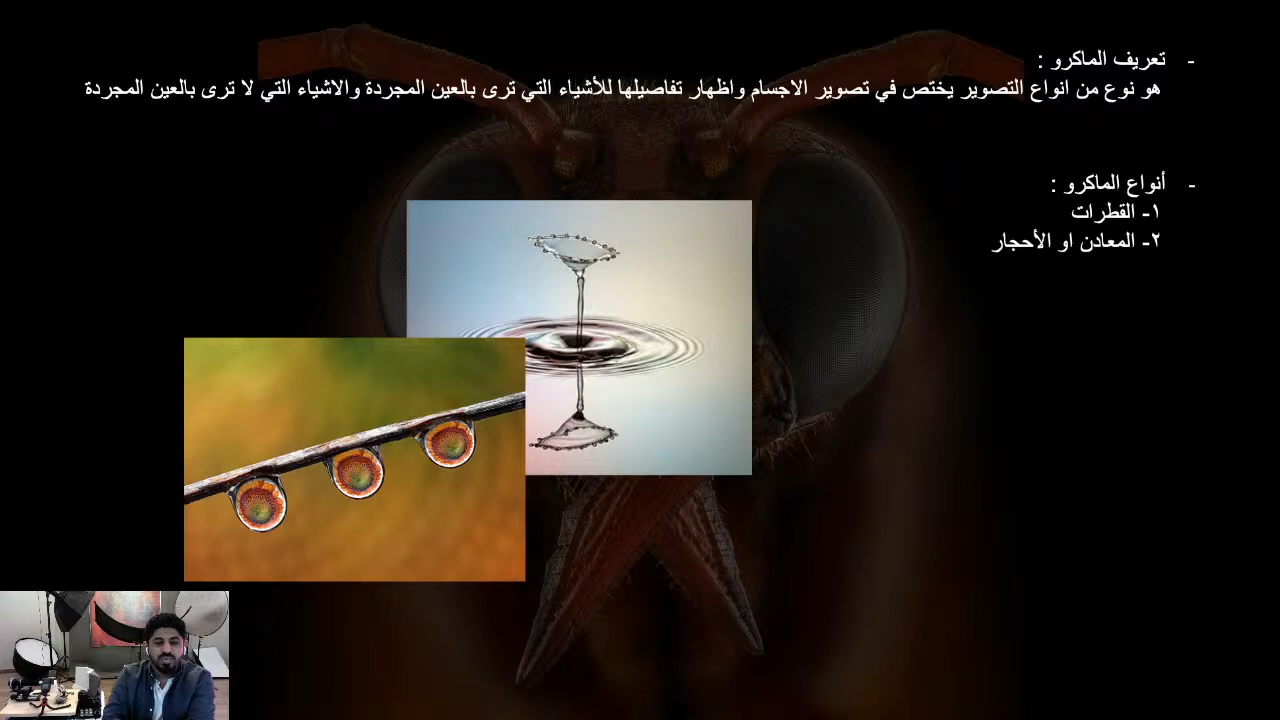 - تعريف الماكرو :
هو نوع من انواع التصوير يختص في تصوير الاجسام واظهار تفاصيلها للأشياء التي ترى بالعين المجردة والاشياء التي لا ترى بالعين المجردة
- أنواع الماكرو :
١- القطرات
٢- المعادن او الأحجار